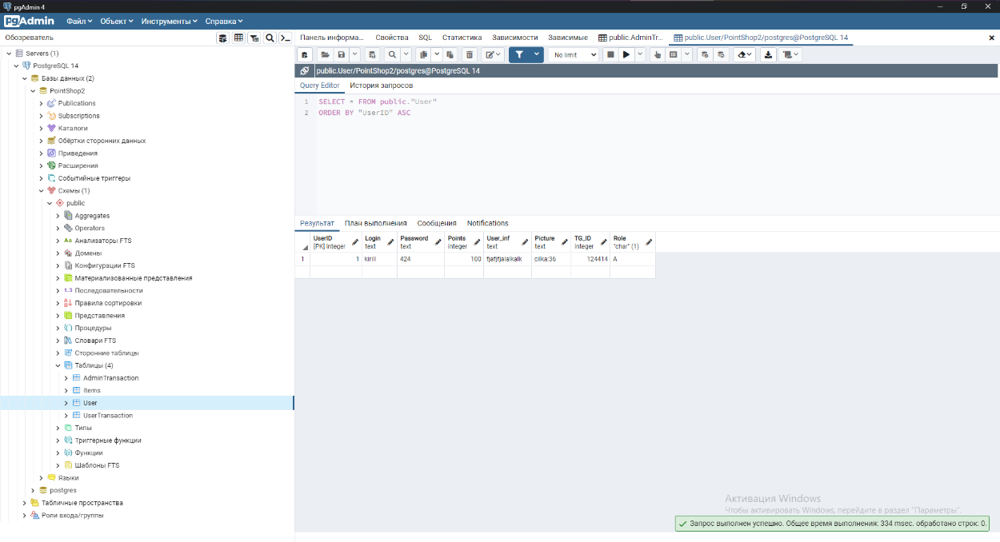 pgAdmin 4
pgAdmin Файл Объект Инструменты Справка
Обозреватель
Панель информа... Свойства SQL Статистика Зависимости Зависимые public.AdminTr... public.User/PointShop2/postgres@PostgreSQL 14
Servers (1)
PostgreSQL 14
Базы данных (2)
PointShop2
Publications
Subscriptions
Каталоги
Обёртки сторонних данных
Приведения
Расширения
Событийные триггеры
Схемы (1)
public
Aggregates
Operators
Анализаторы FTS
Домены
Конфигурации FTS
Материализованные представления
1..3 Последовательности
Правила сортировки
Представления
Процедуры
Словари FTS
Сторонние таблицы
Таблицы (4)
AdminTransaction
Items
User
UserTransaction
Типы
Триггерные функции
Функции
Шаблоны FTS
Языки
postgres
Табличные пространства
Роли входа/группы
No limit
public.User/PointShop2/postgres@PostgreSQL 14
Query Editor История запросов
1 SELECT * FROM public."User"
2 ORDER BY "UserID" ASC
Результат План выполнения Сообщения Notifications
UserID Login Password Points User_inf Picture TG_ID Role
[PK] integer text text integer text text integer "char" (1)
1 1 kirill 424 100 fjafjfjalalkalk cilka:36 124414 A
Активация Windows
Чтобы активировать Windows, перейдите в раздел "Параметры".
Запрос выполнен успешно. Общее время выполнения: 334 msec. обработано строк: 0.